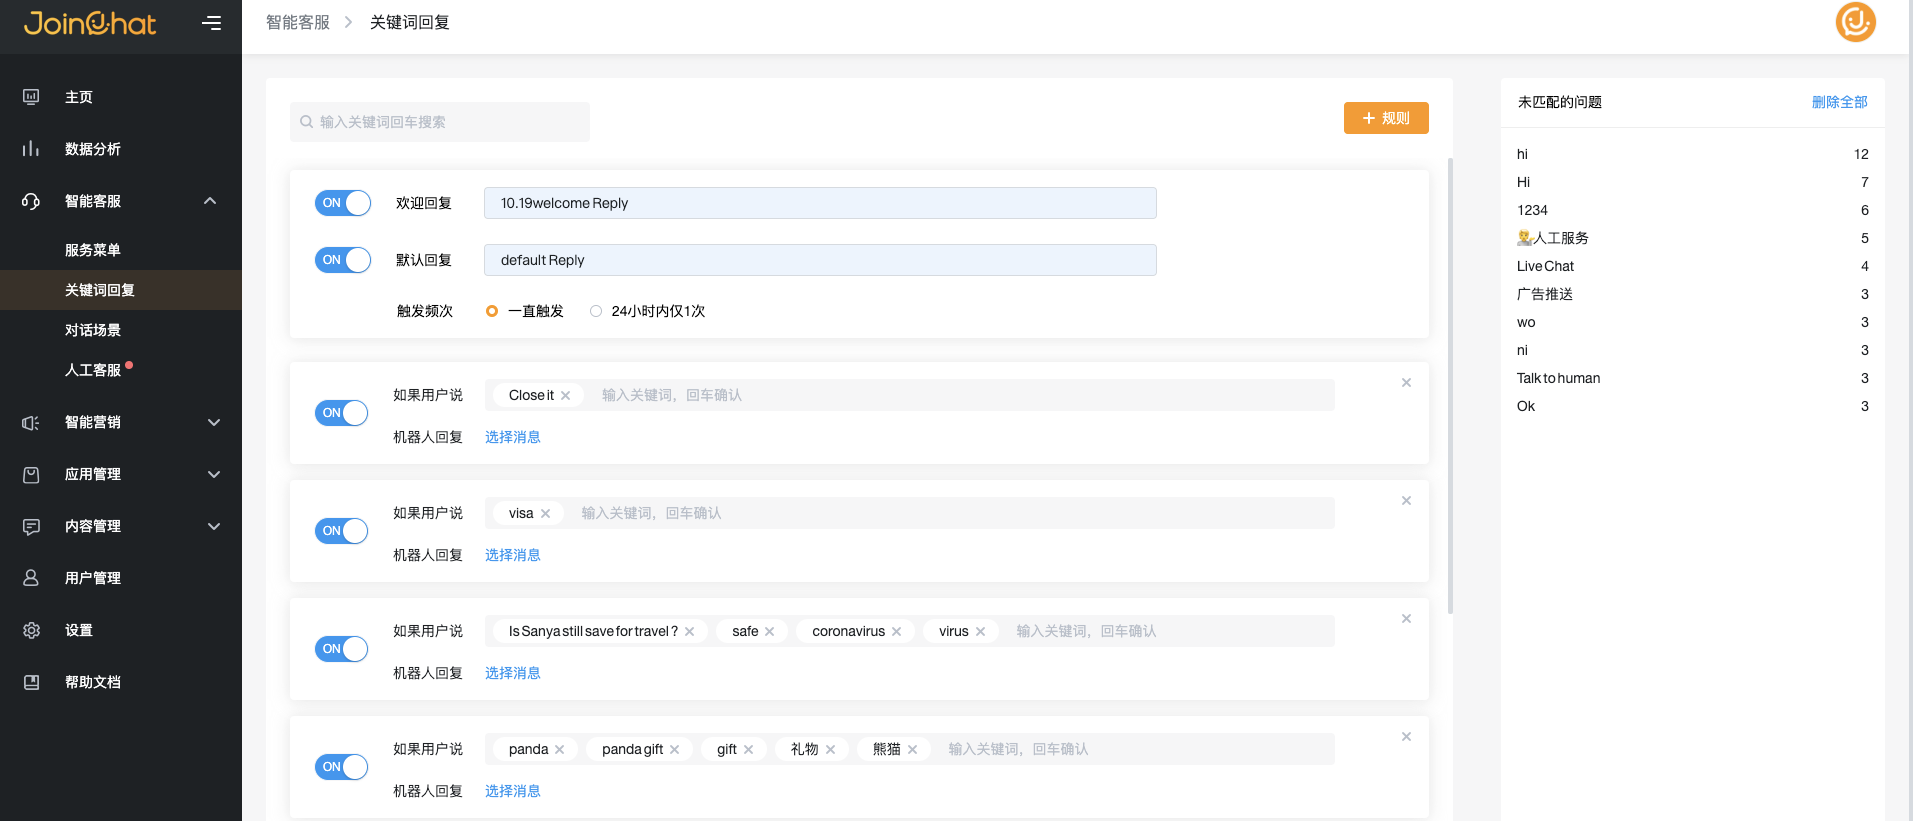 JoinChat
智能客服 > 关键词回复
主页
数据分析
智能客服
服务菜单
关键词回复
对话场景
人工客服
智能营销
应用管理
内容管理
用户管理
设置
帮助文档
输入关键词回车搜索
+ 规则
ON 欢迎回复 10.19welcome Reply
ON 默认回复 default Reply
触发频次 一直触发 24小时内仅1次
ON
如果用户说 Close it × 输入关键词，回车确认 ×
机器人回复 选择消息
ON
如果用户说 visa × 输入关键词，回车确认 ×
机器人回复 选择消息
ON
如果用户说 Is Sanya still save for travel ? × safe × coronavirus × virus × 输入关键词，回车确认 ×
机器人回复 选择消息
ON
如果用户说 panda × panda gift × gift × 礼物 × 熊猫 × 输入关键词，回车确认 ×
机器人回复 选择消息
未匹配的问题 删除全部
hi 12
Hi 7
1234 6
人工服务 5
Live Chat 4
广告推送 3
wo 3
ni 3
Talk to human 3
Ok 3